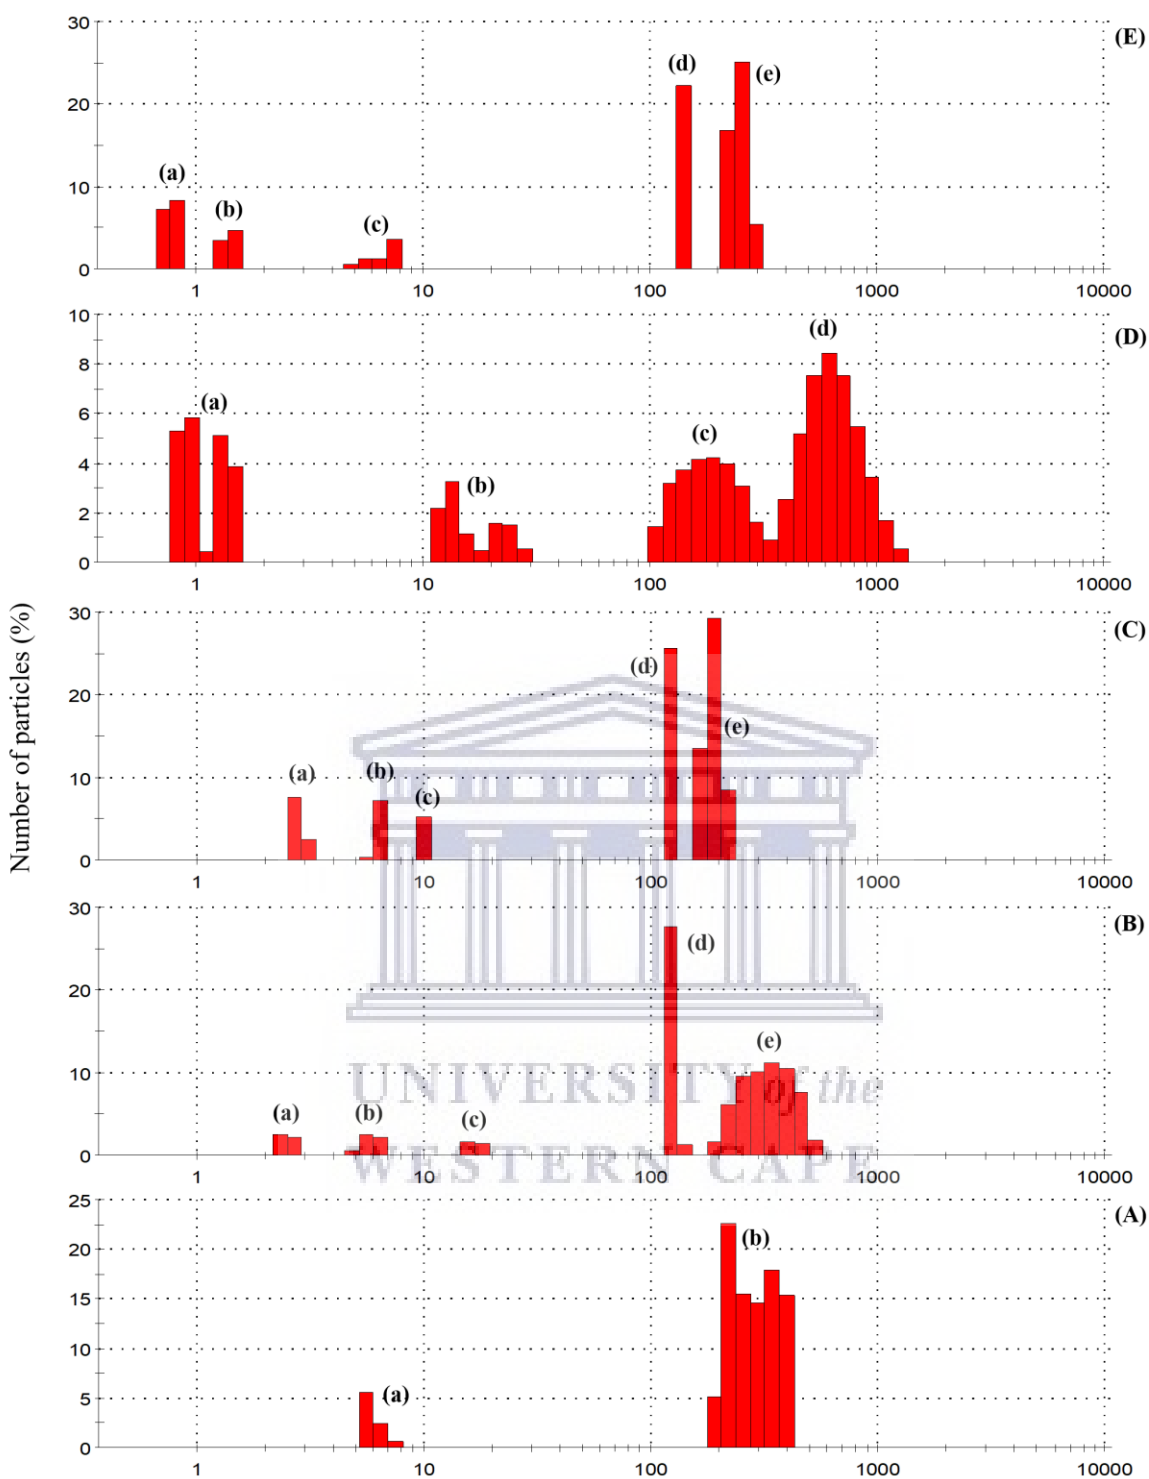 Number of particles (%)
30
(E)
(d)
(e)
20
(a)
10
(b)
(c)
0
1 10 100 1000 10000
10
(d)
(D)
8
(a)
6
(c)
4
(b)
2
0
1 10 100 1000 10000
30
(C)
(d)
20
(e)
(a) (b)
10
(c)
0
1 10 100 1000 10000
30
(B)
(d)
20
(e)
10
UNIVERSITY of the
(a) (b) (c)
0
WESTERN CAPE
1 10 100 1000 10000
25
(A)
(b)
20
15
10
5
(a)
0
1 10 100 1000 10000